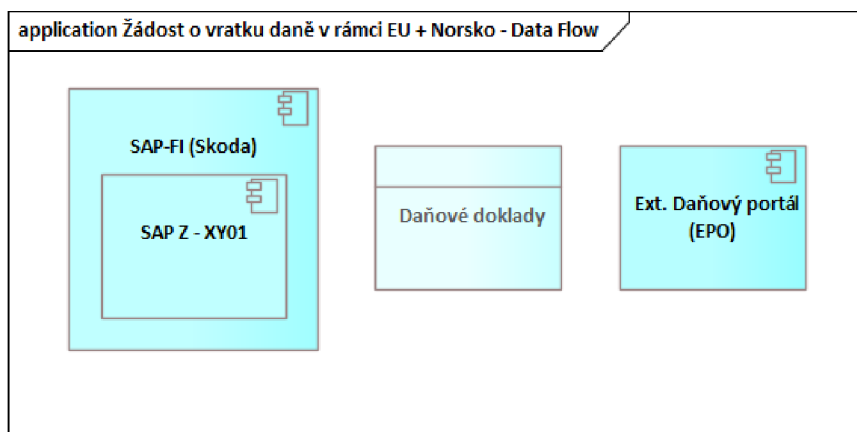 application Žádost o vratku daně v rámci EU + Norsko - Data Flow
SAP-FI (Skoda)
SAP Z - XY01
Daňové doklady
Ext. Daňový portál
(EPO)